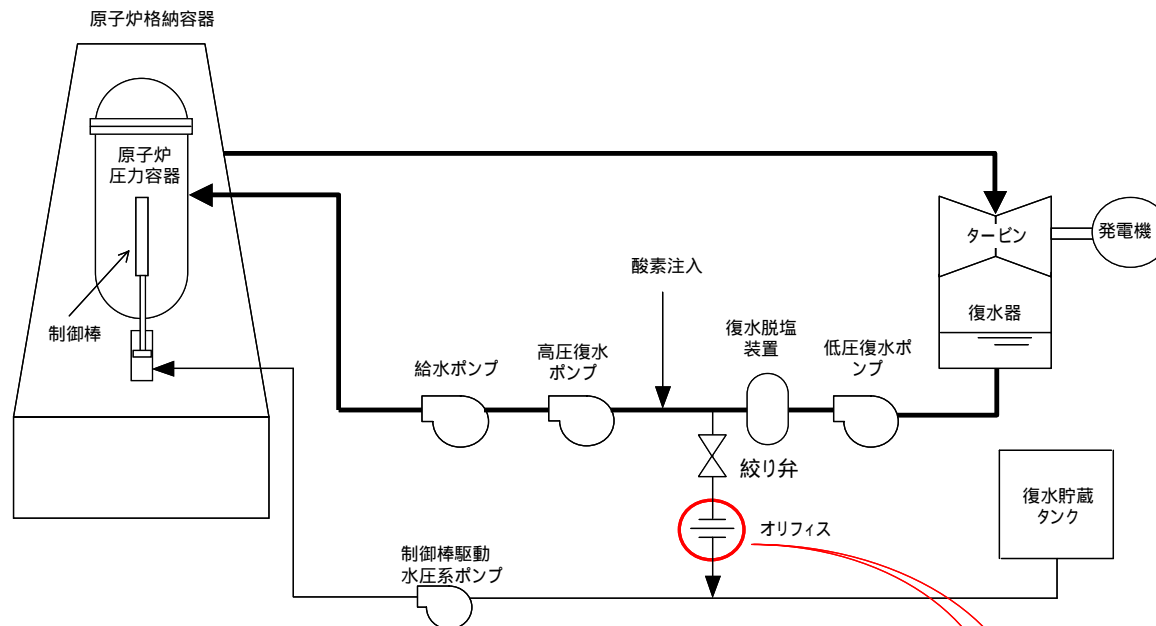 原子炉格納容器
原子炉
圧力容器
制御棒
タービン
発電機
復水器
酸素注入
復水脱塩
装置
低圧復水ポ
ンプ
高圧復水
ポンプ
給水ポンプ
絞り弁
オリフィス
復水貯蔵
タンク
制御棒駆動
水圧系ポンプ